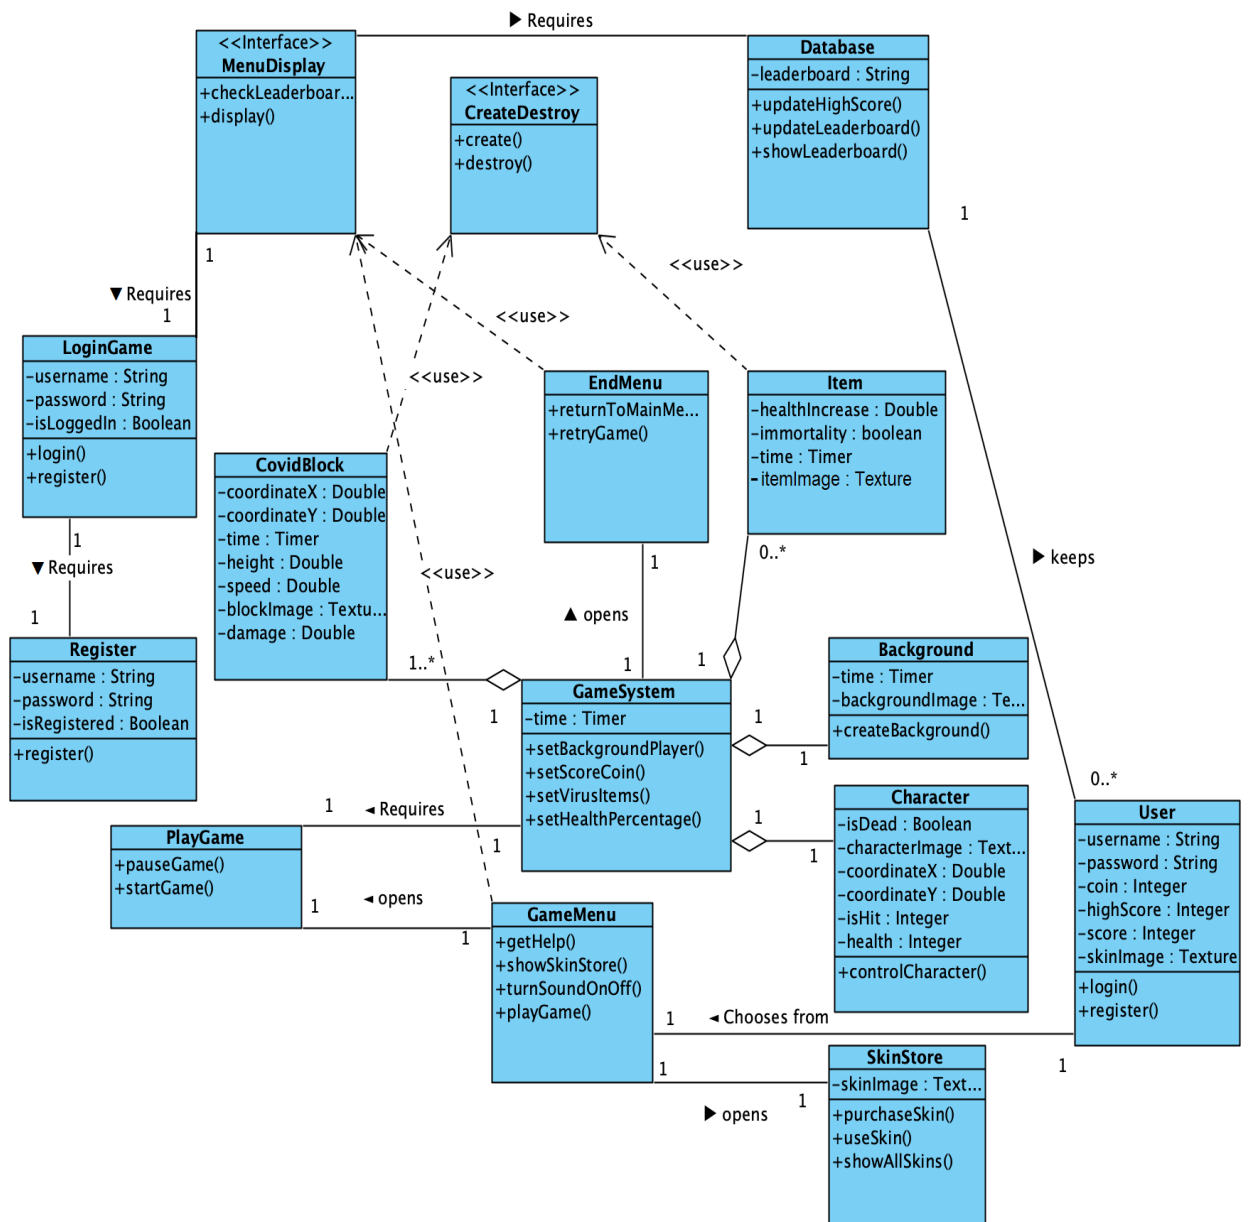 ▶ Requires
<<Interface>>
MenuDisplay
+checkLeaderboar...
+display()
<<Interface>>
CreateDestroy
+create()
+destroy()
Database
-leaderboard : String
+updateHighScore()
+updateLeaderboard()
+showLeaderboard()
1
1
<<use>>
▼ Requires
1
<<use>>
LoginGame
-username : String
-password : String
-isLoggedIn : Boolean
+login()
+register()
<<use>>
EndMenu
+returnToMainMe...
+retryGame()
Item
-healthIncrease : Double
-immortality : boolean
-time : Timer
-itemImage : Texture
CovidBlock
-coordinateX : Double
-coordinateY : Double
-time : Timer
-height : Double
-speed : Double
-blockImage : Textu...
-damage : Double
1
▼ Requires
1
<<use>>
1
0..*
▶ keeps
▲ opens
Register
-username : String
-password : String
-isRegistered : Boolean
+register()
1..*
1
1
1
GameSystem
-time : Timer
+setBackgroundPlayer()
+setScoreCoin()
+setVirusItems()
+setHealthPercentage()
Background
-time : Timer
-backgroundImage : Te...
+createBackground()
1
1
0..*
1
◄ Requires
1
PlayGame
+pauseGame()
+startGame()
1
1
Character
-isDead : Boolean
-characterImage : Text...
-coordinateX : Double
-coordinateY : Double
-isHit : Integer
-health : Integer
+controlCharacter()
User
-username : String
-password : String
-coin : Integer
-highScore : Integer
-score : Integer
-skinImage : Texture
+login()
+register()
1
◄ opens
1
GameMenu
+getHelp()
+showSkinStore()
+turnSoundOnOff()
+playGame()
1
◄ Chooses from
1
1
▶ opens
1
SkinStore
-skinImage : Text...
+purchaseSkin()
+useSkin()
+showAllSkins()